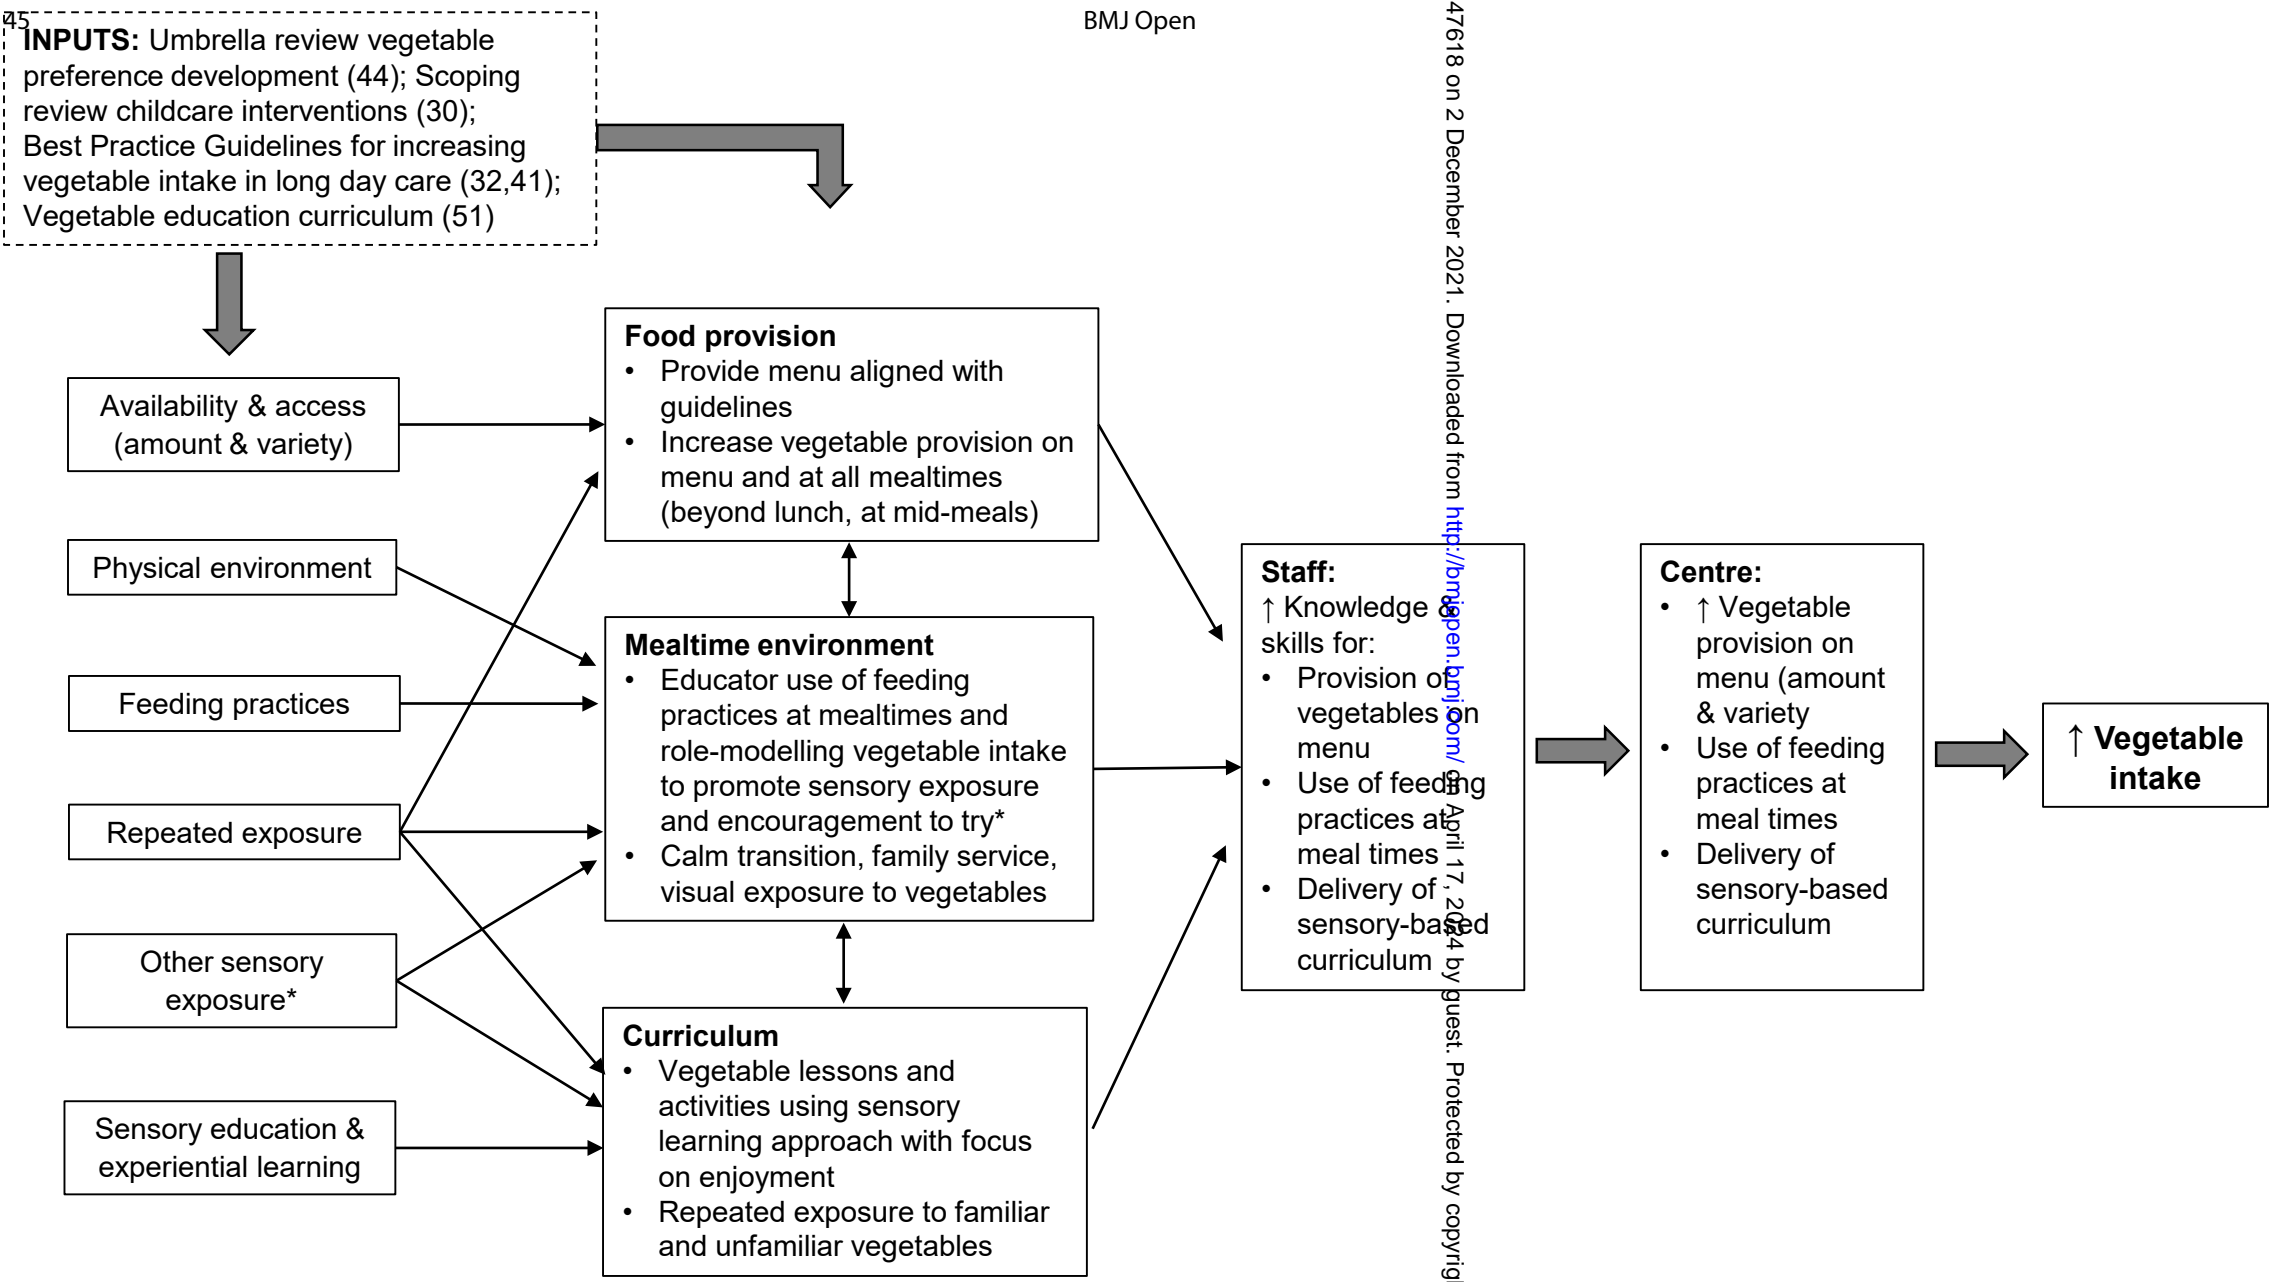 45
BMJ Open
INPUTS: Umbrella review vegetable
preference development (44); Scoping
review childcare interventions (30);
Best Practice Guidelines for increasing
vegetable intake in long day care (32,41);
Vegetable education curriculum (51)
Availability & access
(amount & variety)
Physical environment
Feeding practices
Repeated exposure
Other sensory
exposure*
Sensory education &
experiential learning
Food provision
• Provide menu aligned with
guidelines
• Increase vegetable provision on
menu and at all mealtimes
(beyond lunch, at mid-meals)
Mealtime environment
• Educator use of feeding
practices at mealtimes and
role-modelling vegetable intake
to promote sensory exposure
and encouragement to try*
• Calm transition, family service,
visual exposure to vegetables
Curriculum
• Vegetable lessons and
activities using sensory
learning approach with focus
on enjoyment
• Repeated exposure to familiar
and unfamiliar vegetables
Staff:
↑ Knowledge &
skills for:
• Provision of
vegetables on
menu
• Use of feeding
practices at
meal times
• Delivery of
sensory-based
curriculum
Centre:
• ↑ Vegetable
provision on
menu (amount
& variety
• Use of feeding
practices at
meal times
• Delivery of
sensory-based
curriculum
↑ Vegetable
intake
47618 on 2 December 2021. Downloaded from http://bmjopen.bmj.com/ on April 17, 2024 by guest. Protected by copyrig